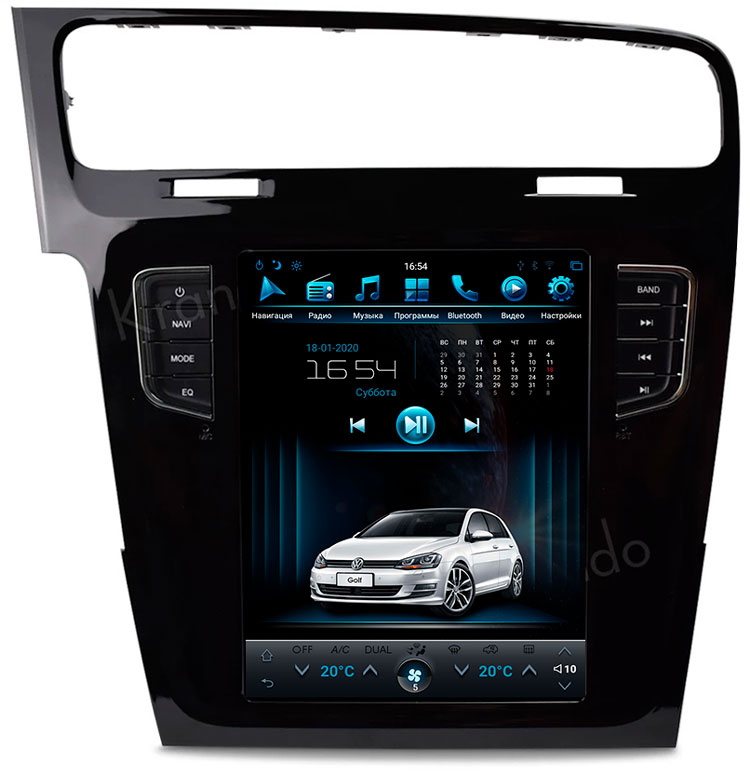 16:54
Навигация Радио Музыка Программы Bluetooth Видео Настройки
NAVI
MODE
EQ
MIC
BAND
RST
18-01-2020
16 54
Суббота
ВС ПН ВТ СР ЧТ ПТ СБ
29 30 31 1 2 3 4
5 6 7 8 9 10 11
12 13 14 15 16 17 18
19 20 21 22 23 24 25
26 27 28 29 30 31 1
2 3 4 5 6 7 8
Golf
OFF A/C DUAL
20°C 5 20°C 10